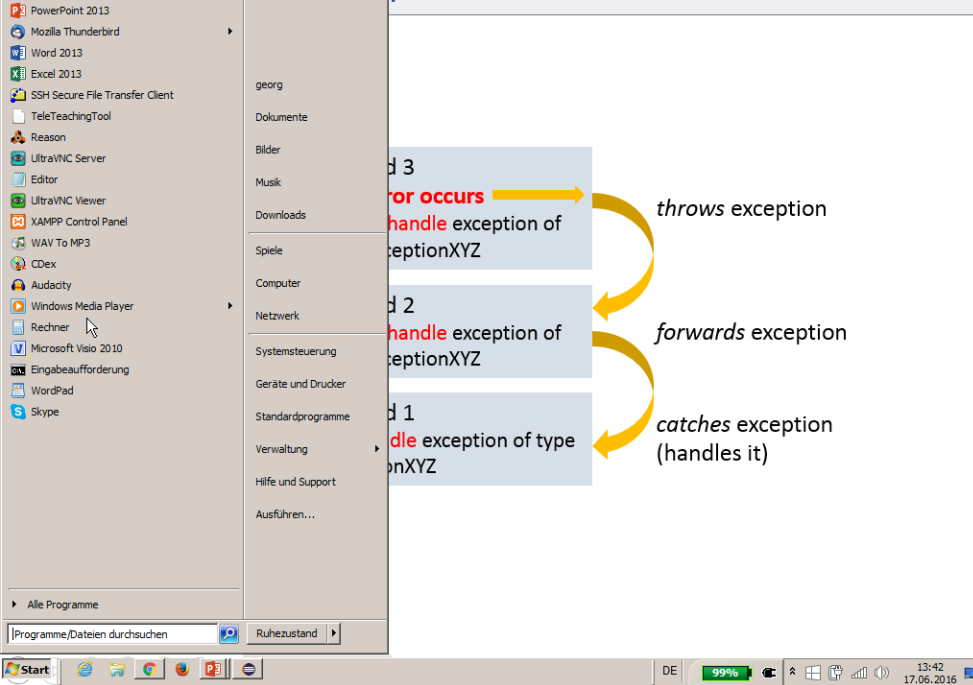 PowerPoint 2013
Mozilla Thunderbird
Word 2013
Excel 2013
SSH Secure File Transfer Client
TeleTeachingTool
Reason
UltraVNC Server
Editor
UltraVNC Viewer
XAMPP Control Panel
WAV To MP3
CDex
Audacity
Windows Media Player
Rechner
Microsoft Visio 2010
Eingabeaufforderung
WordPad
Skype
Alle Programme
Programme/Dateien durchsuchen
georg
Dokumente
Bilder
Musik
Downloads
Spiele
Computer
Netzwerk
Systemsteuerung
Geräte und Drucker
Standardprogramme
Verwaltung
Hilfe und Support
Ausführen...
Ruhezustand
d 3
ror occurs
handle exception of
ceptionXYZ
throws exception
d 2
handle exception of
ceptionXYZ
forwards exception
d 1
dle exception of type
onXYZ
catches exception
(handles it)
Start
DE
99%
13:42
17.06.2016